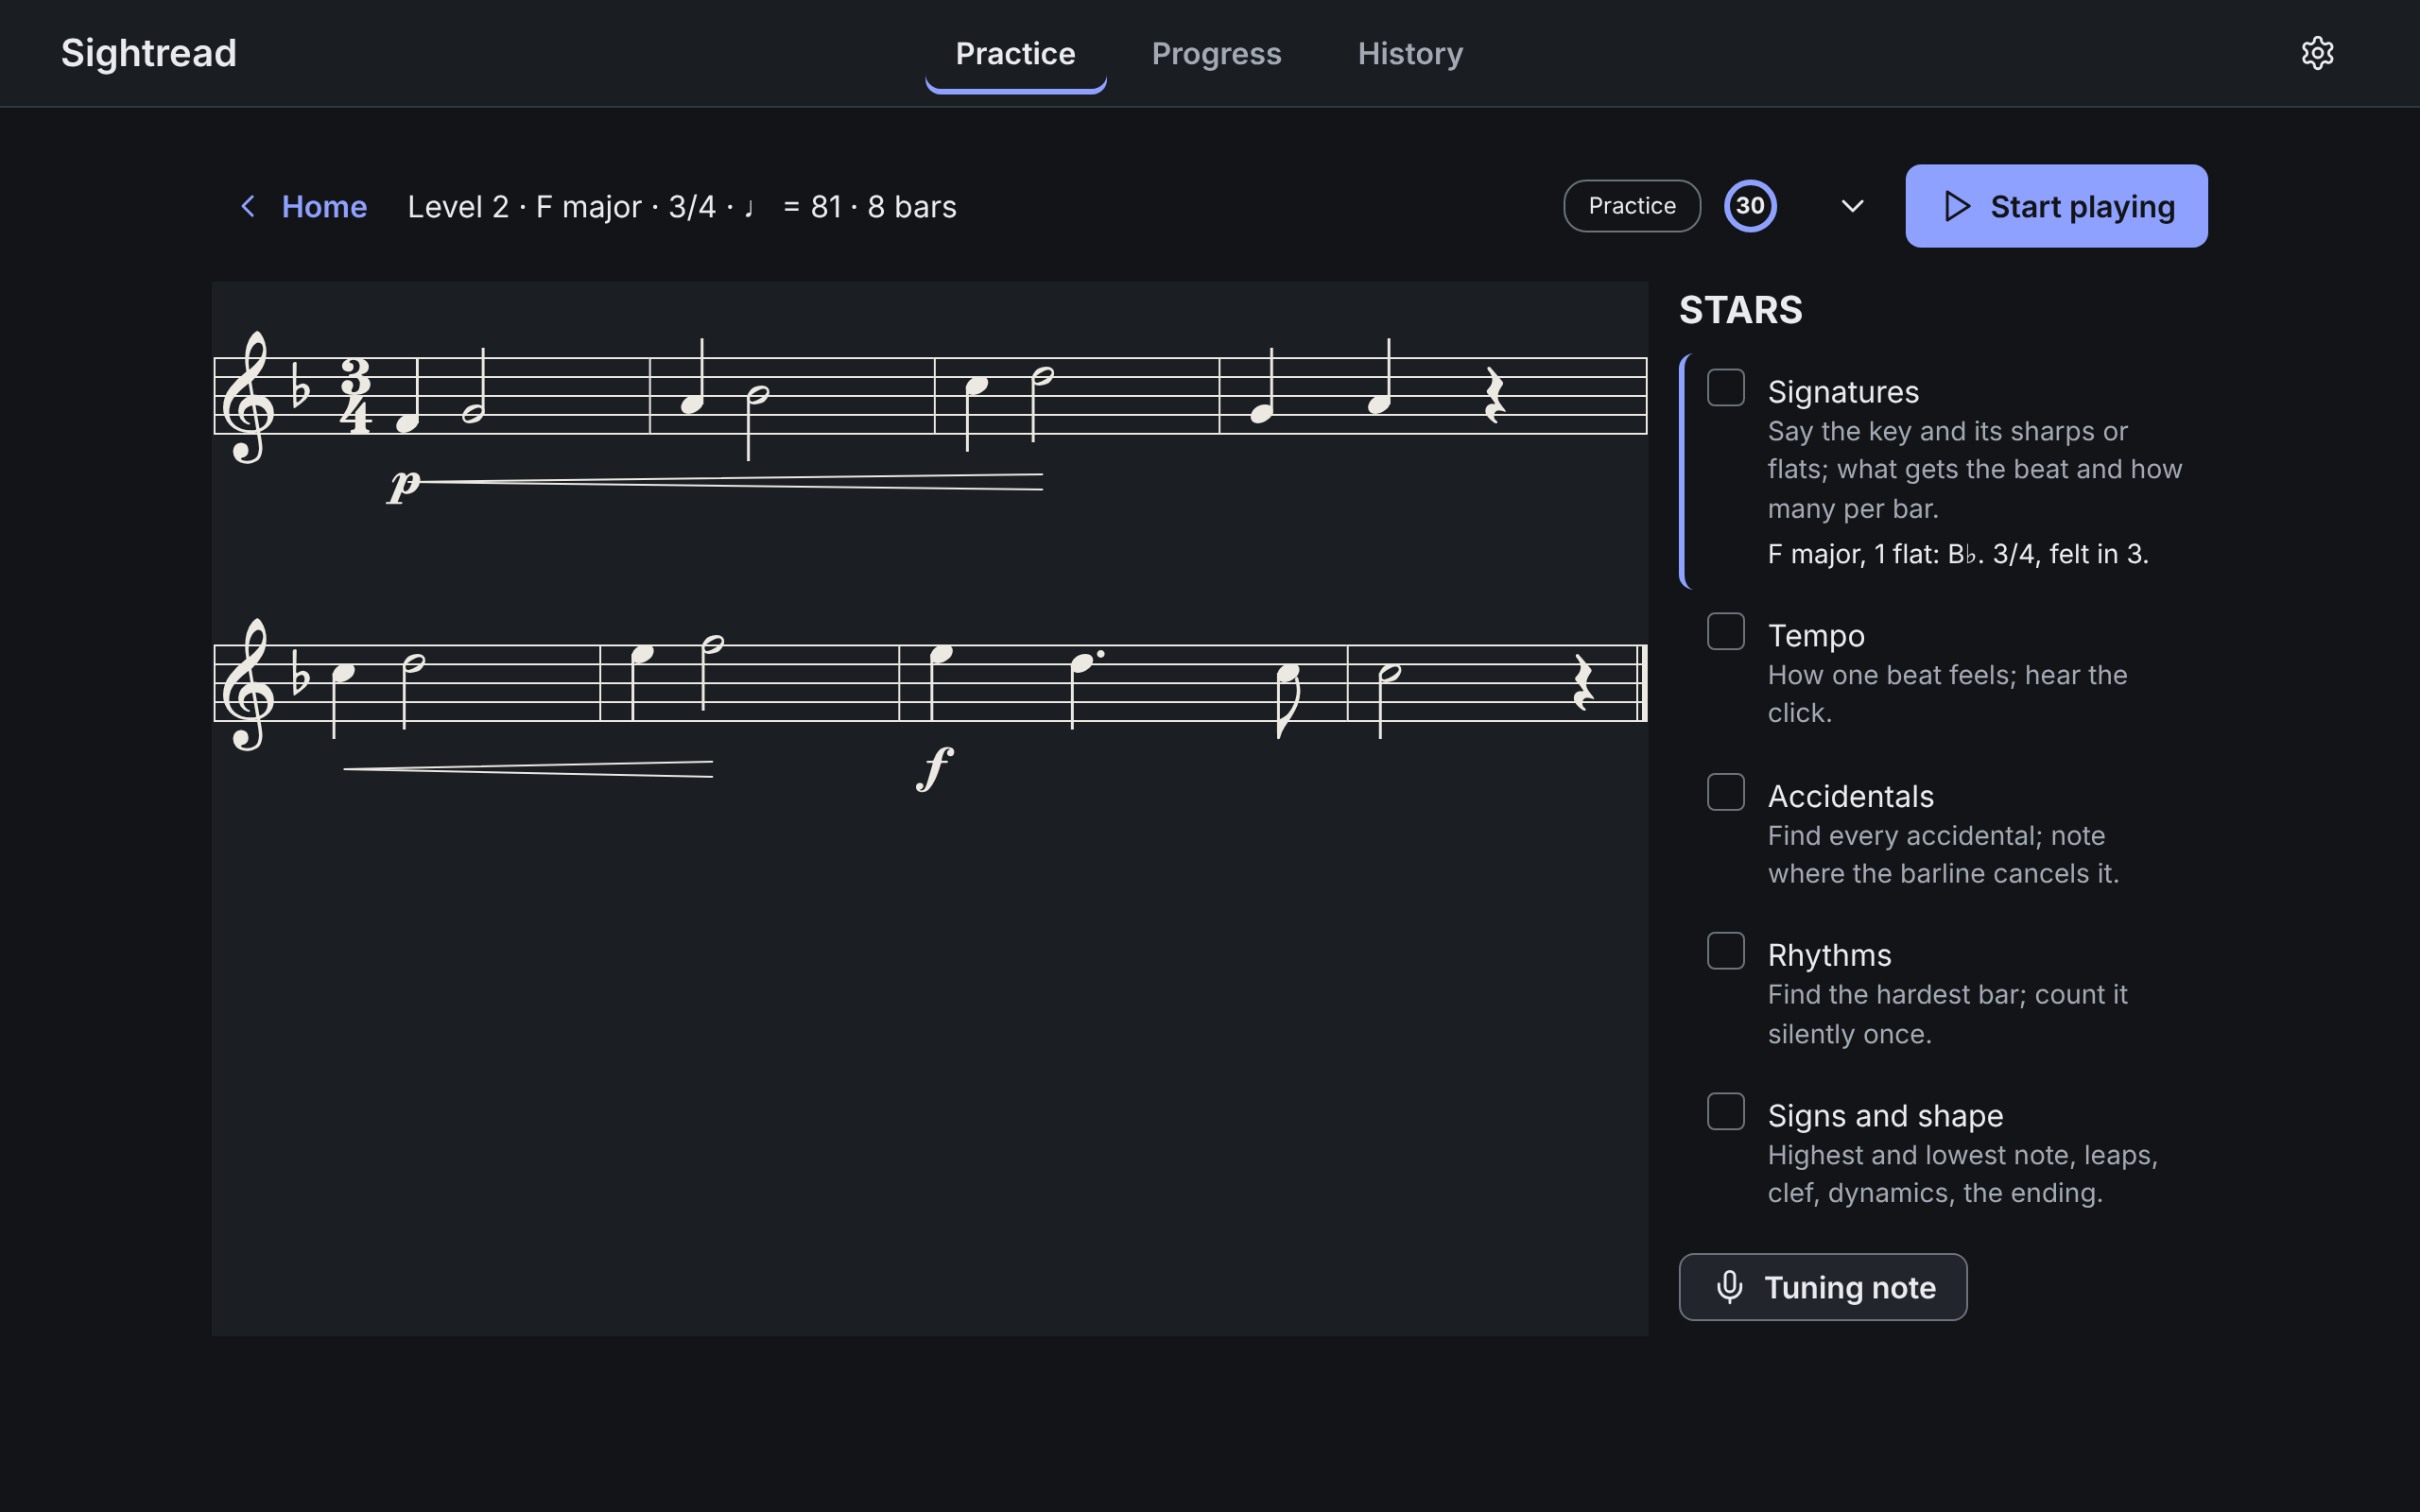 Sightread
Practice
Progress
History
Home
Level 2 · F major · 3/4 · ♩ = 81 · 8 bars
Practice
30
Start playing
3
4
p
f
STARS
Signatures
Say the key and its sharps or
flats; what gets the beat and how
many per bar.
F major, 1 flat: B♭. 3/4, felt in 3.
Tempo
How one beat feels; hear the
click.
Accidentals
Find every accidental; note
where the barline cancels it.
Rhythms
Find the hardest bar; count it
silently once.
Signs and shape
Highest and lowest note, leaps,
clef, dynamics, the ending.
Tuning note